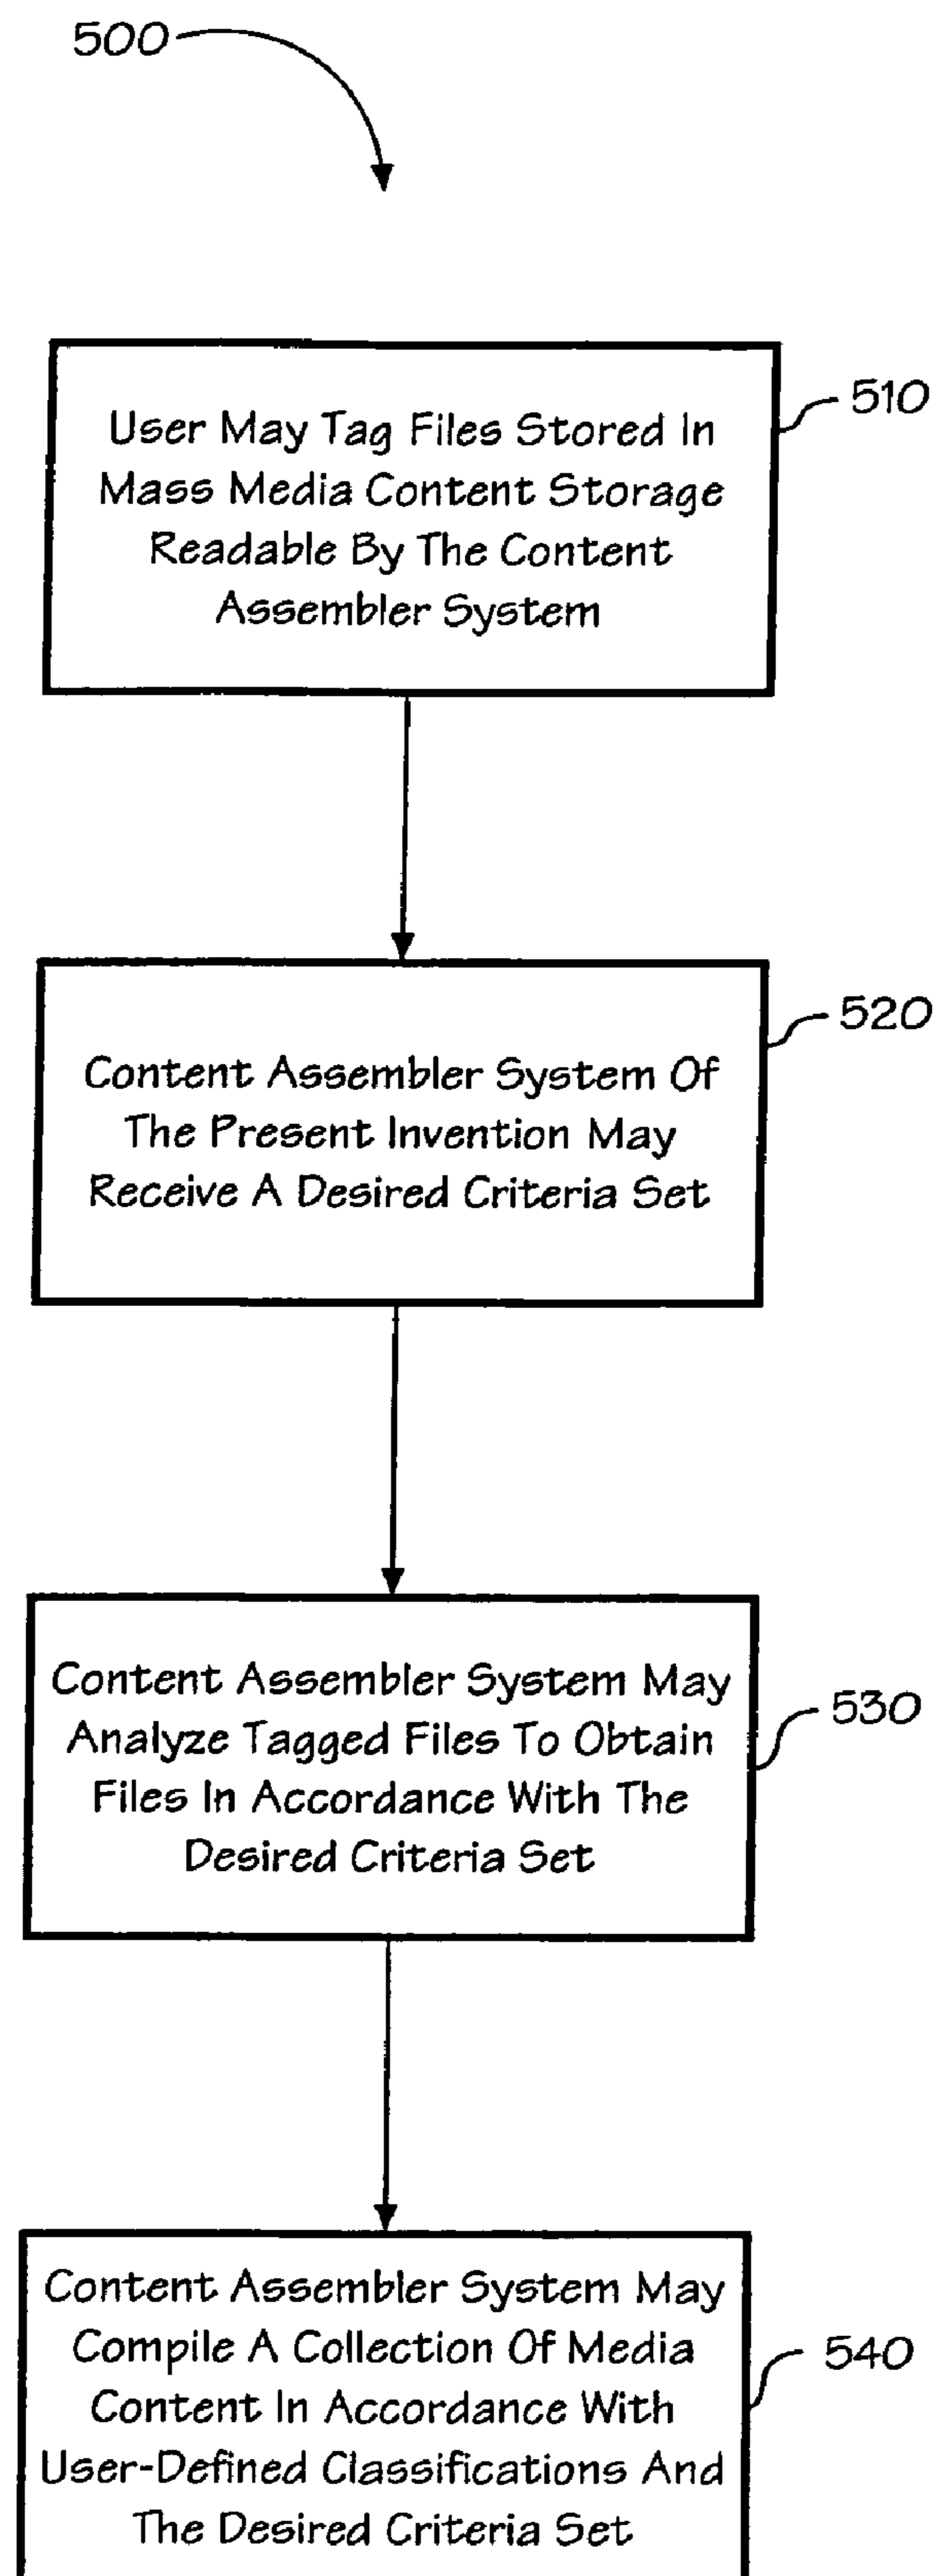 500
User May Tag Files Stored In
Mass Media Content Storage
Readable By The Content
Assembler System
510
Content Assembler System Of
The Present Invention May
Receive A Desired Criteria Set
520
Content Assembler System May
Analyze Tagged Files To Obtain
Files In Accordance With The
Desired Criteria Set
530
Content Assembler System May
Compile A Collection Of Media
Content In Accordance With
User-Defined Classifications And
The Desired Criteria Set
540